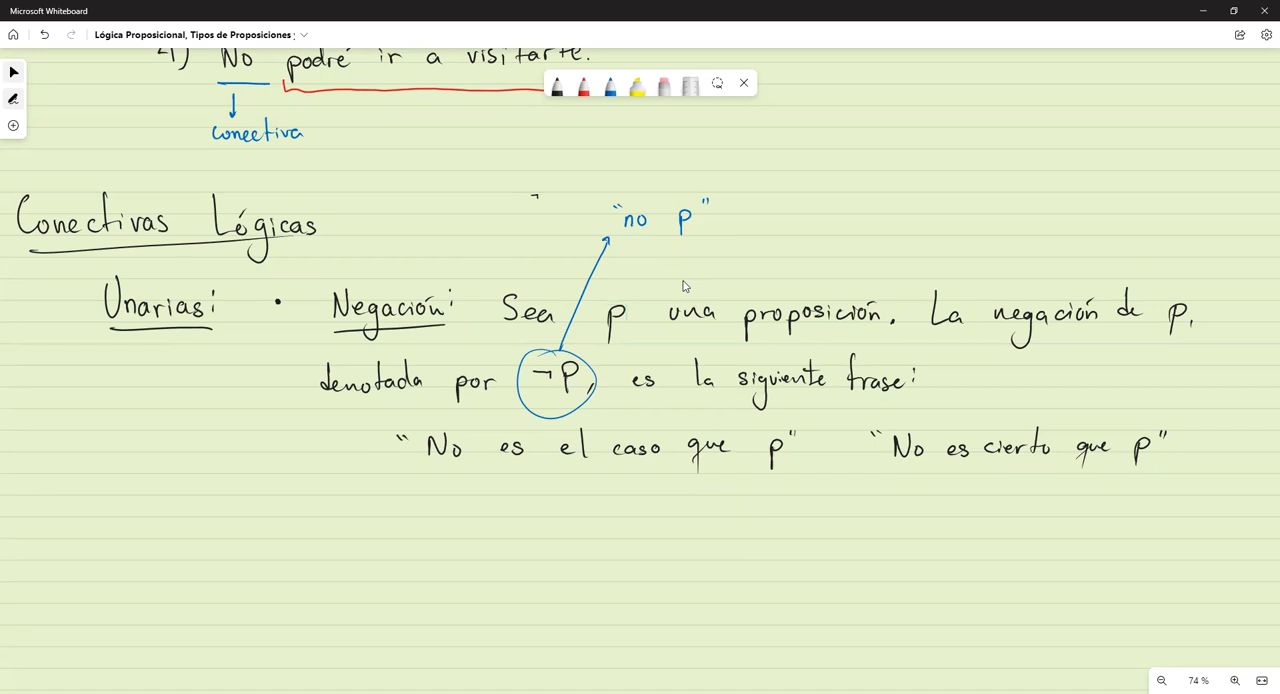 Microsoft Whiteboard
Lógica Proposicional, Tipos de Proposiciones
4) No podré ir a visitarte.
conectiva
Conectivas Lógicas
¬
"no p"
Unarias: • Negación: Sea p una proposición. La negación de p,
denotada por ¬p, es la siguiente frase:
"No es el caso que p" "No es cierto que p"
74 %